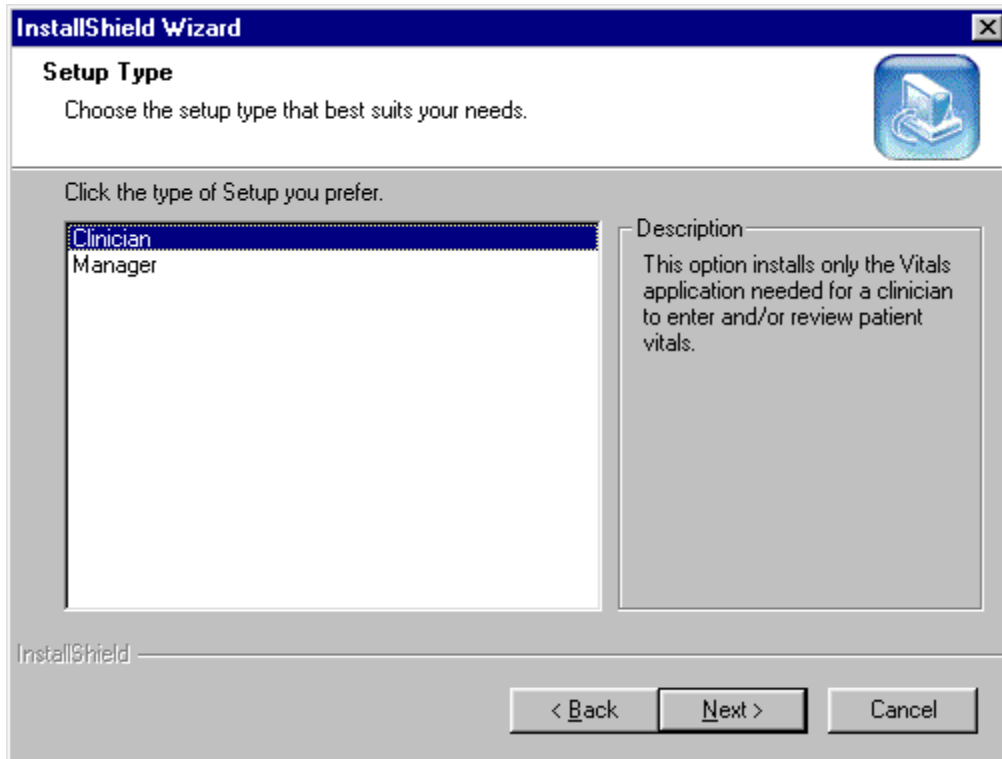 InstallShield Wizard
Setup Type
Choose the setup type that best suits your needs.
Click the type of Setup you prefer.
Clinician
Manager
Description
This option installs only the Vitals
application needed for a clinician
to enter and/or review patient
vitals.
InstallShield
< Back
Next >
Cancel